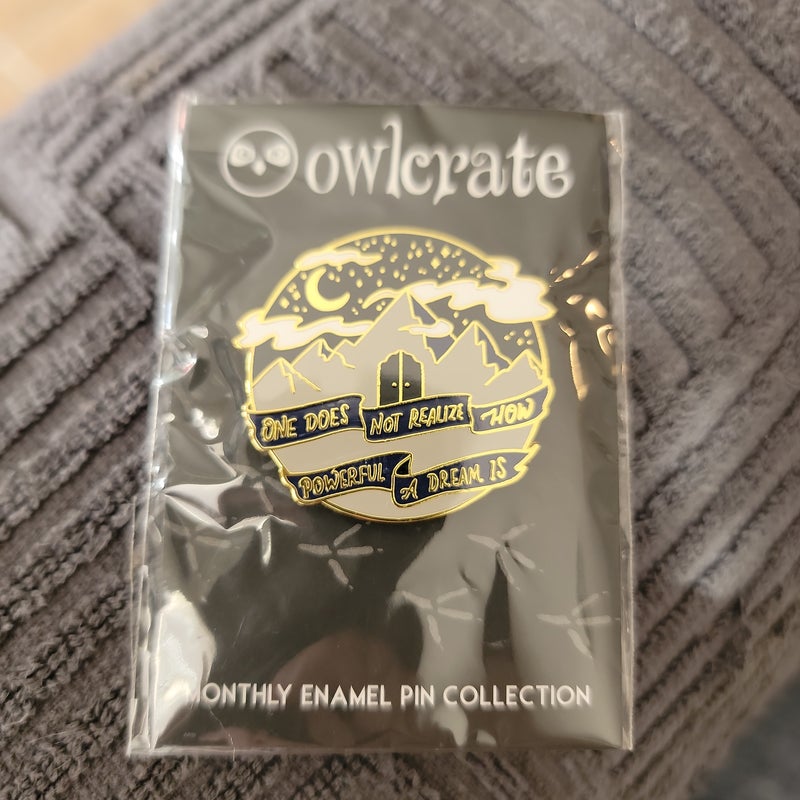 owlcrate
ONE DOES NOT REALIZE HOW
POWERFUL A DREAM IS
MONTHLY ENAMEL PIN COLLECTION